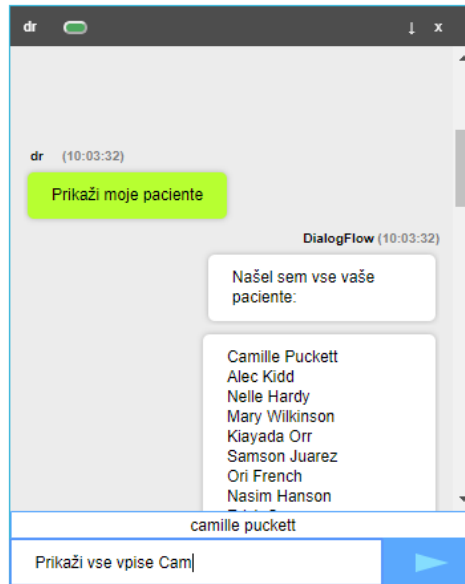 dr ↓ x
dr (10:03:32)
Prikaži moje paciente
DialogFlow (10:03:32)
Našel sem vse vaše
paciente:
Camille Puckett
Alec Kidd
Nelle Hardy
Mary Wilkinson
Kiayada Orr
Samson Juarez
Ori French
Nasim Hanson
camille puckett
Prikaži vse vpise Cam